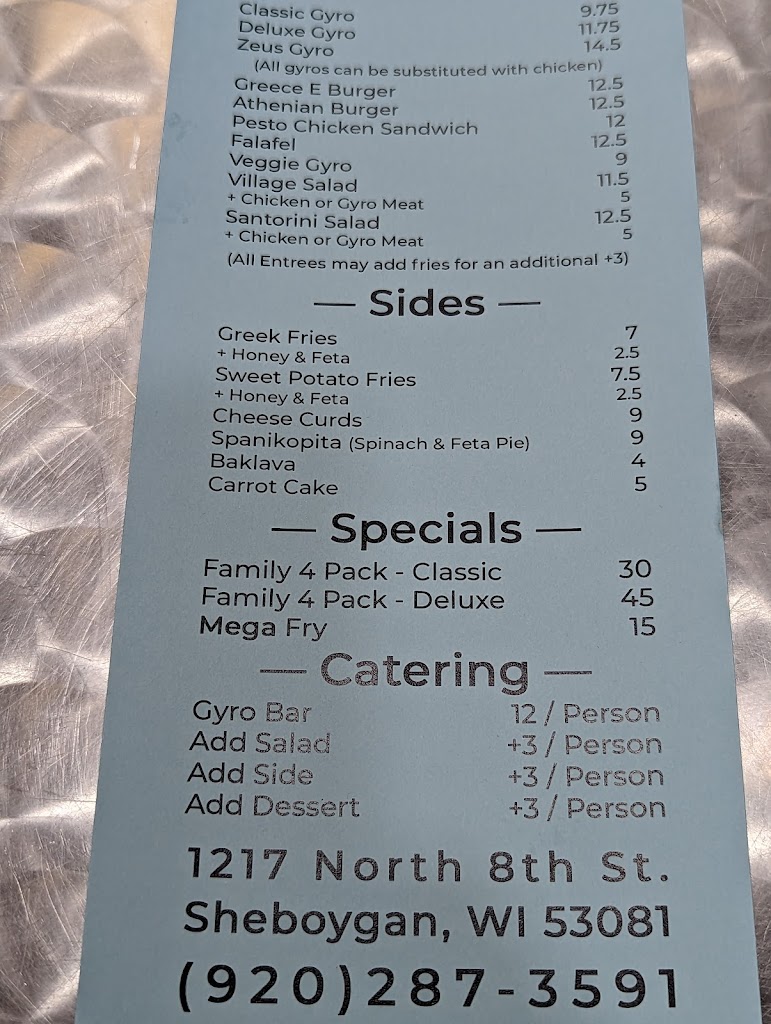 Classic Gyro 9.75
Deluxe Gyro 11.75
Zeus Gyro 14.5
(All gyros can be substituted with chicken)
Greece E Burger 12.5
Athenian Burger 12.5
Pesto Chicken Sandwich 12
Falafel 12.5
Veggie Gyro 9
Village Salad 11.5
+ Chicken or Gyro Meat 5
Santorini Salad 12.5
+ Chicken or Gyro Meat 5
(All Entrees may add fries for an additional +3)
— Sides —
Greek Fries 7
+ Honey & Feta 2.5
Sweet Potato Fries 7.5
+ Honey & Feta 2.5
Cheese Curds 9
Spanikopita (Spinach & Feta Pie) 9
Baklava 4
Carrot Cake 5
— Specials —
Family 4 Pack - Classic 30
Family 4 Pack - Deluxe 45
Mega Fry 15
— Catering —
Gyro Bar 12 / Person
Add Salad +3 / Person
Add Side +3 / Person
Add Dessert +3 / Person
1217 North 8th St.
Sheboygan, WI 53081
(920)287-3591